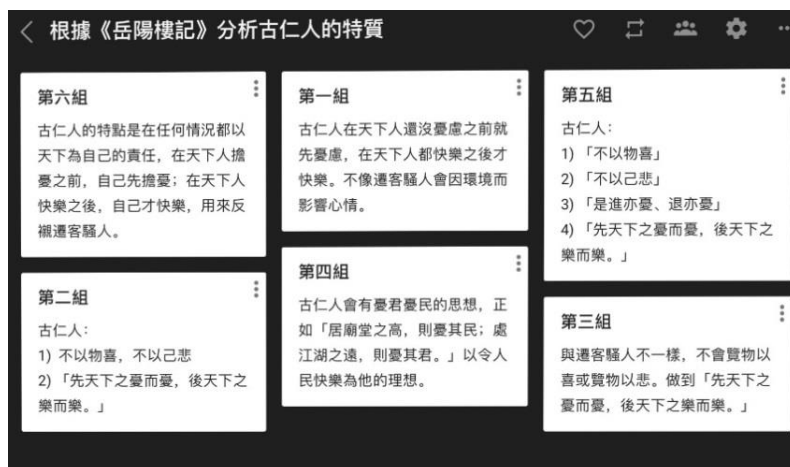 根據《岳陽樓記》分析古仁人的特質
第六組
古仁人的特點是在任何情況都以
天下為自己的責任，在天下人擔
憂之前，自己先擔憂；在天下人
快樂之後，自己才快樂，用來反
襯遷客騷人。
第二組
古仁人：
1) 不以物喜，不以己悲
2) 「先天下之憂而憂，後天下之
樂而樂。」
第一組
古仁人在天下人還沒憂慮之前就
先憂慮，在天下人都快樂之後才
快樂。不像遷客騷人會因環境而
影響心情。
第四組
古仁人會有憂君憂民的思想，正
如「居廟堂之高，則憂其民；處
江湖之遠，則憂其君。」以令人
民快樂為他的理想。
第五組
古仁人：
1) 「不以物喜」
2) 「不以己悲」
3) 「是進亦憂、退亦憂」
4) 「先天下之憂而憂，後天下之
樂而樂。」
第三組
與遷客騷人不一樣，不會覽物以
喜或覽物以悲。做到「先天下之
憂而憂，後天下之樂而樂。」